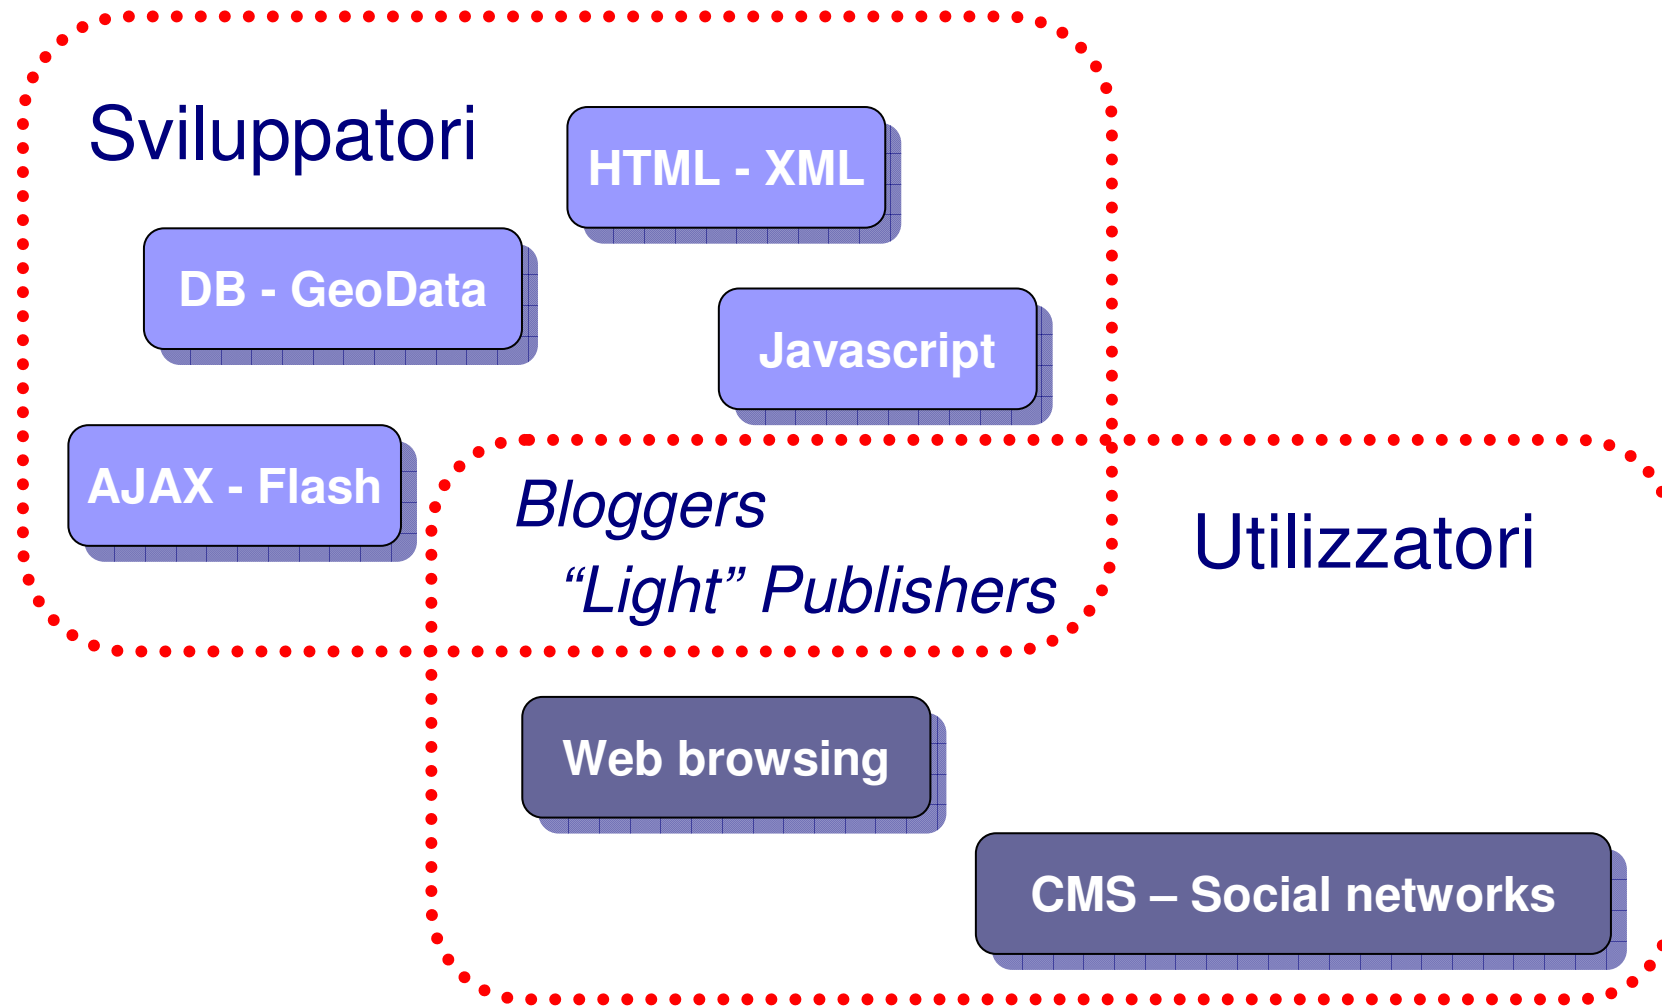 Sviluppatori
HTML - XML
DB - GeoData
Javascript
AJAX - Flash
Bloggers
“Light” Publishers
Utilizzatori
Web browsing
CMS – Social networks